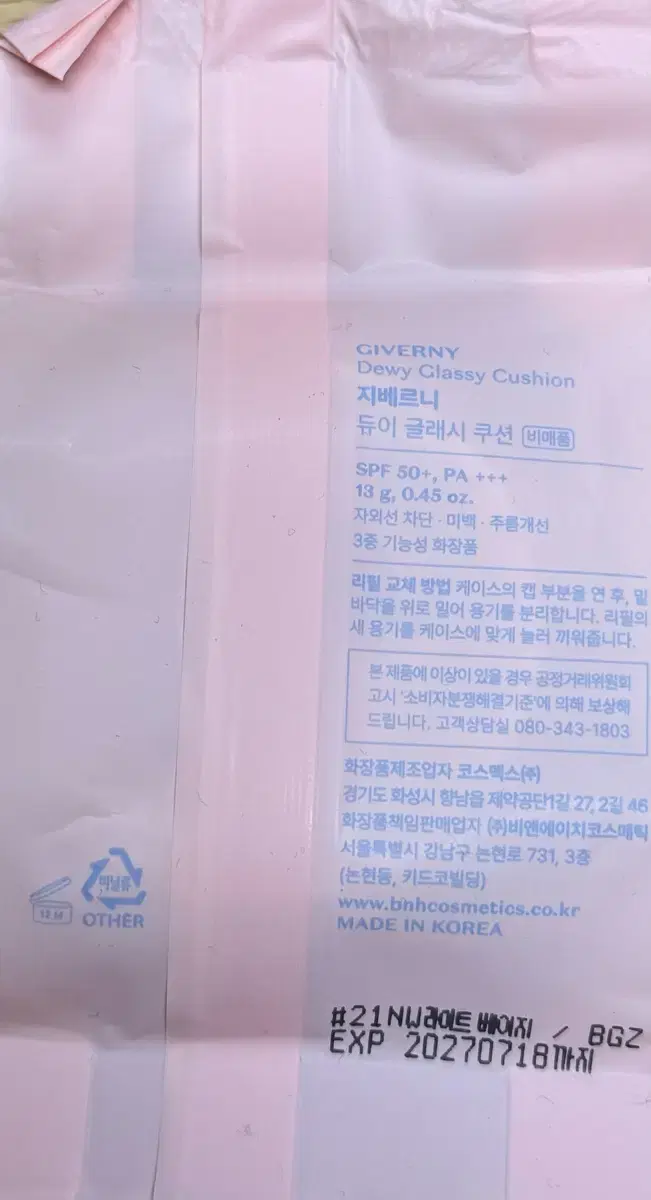 GIVERNY
Dewy Glassy Cushion
지베르니
듀이 글래시 쿠션 비매품
SPF 50+, PA +++
13 g, 0.45 oz.
자외선 차단 · 미백 · 주름개선
3중 기능성 화장품
리필 교체 방법 케이스의 캡 부분을 연 후, 밑
바닥을 위로 밀어 용기를 분리합니다. 리필의
새 용기를 케이스에 맞게 눌러 끼워줍니다.
본 제품에 이상이 있을 경우 공정거래위원회
고시 '소비자분쟁해결기준'에 의해 보상해
드립니다. 고객상담실 080-343-1803
화장품제조업자 코스멕스(주)
경기도 화성시 향남읍 제약공단1길 27, 2길 46
화장품책임판매업자 (주)비앤에이치코스메틱
서울특별시 강남구 논현로 731, 3층
(논현동, 키드코빌딩)
www.bnhcosmetics.co.kr
MADE IN KOREA
12 M
비닐류
OTHER
#21NW라이트 베이지 / BGZ
EXP 20270718까지